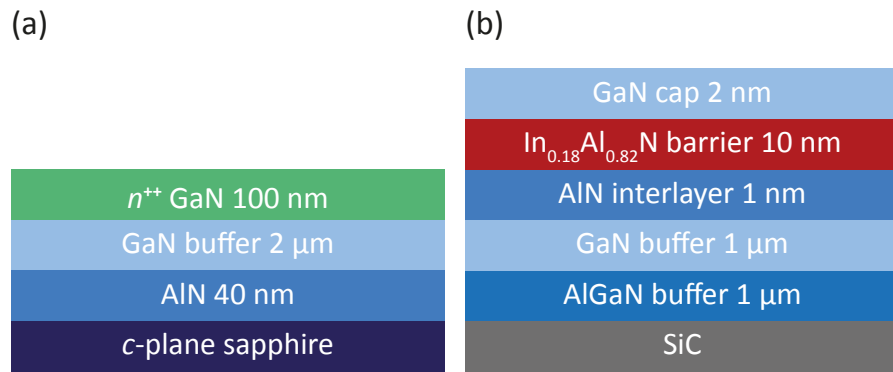 (a)
n⁺⁺ GaN 100 nm
GaN buffer 2 μm
AlN 40 nm
c-plane sapphire
(b)
GaN cap 2 nm
In₀.₁₈Al₀.₈₂N barrier 10 nm
AlN interlayer 1 nm
GaN buffer 1 μm
AlGaN buffer 1 μm
SiC